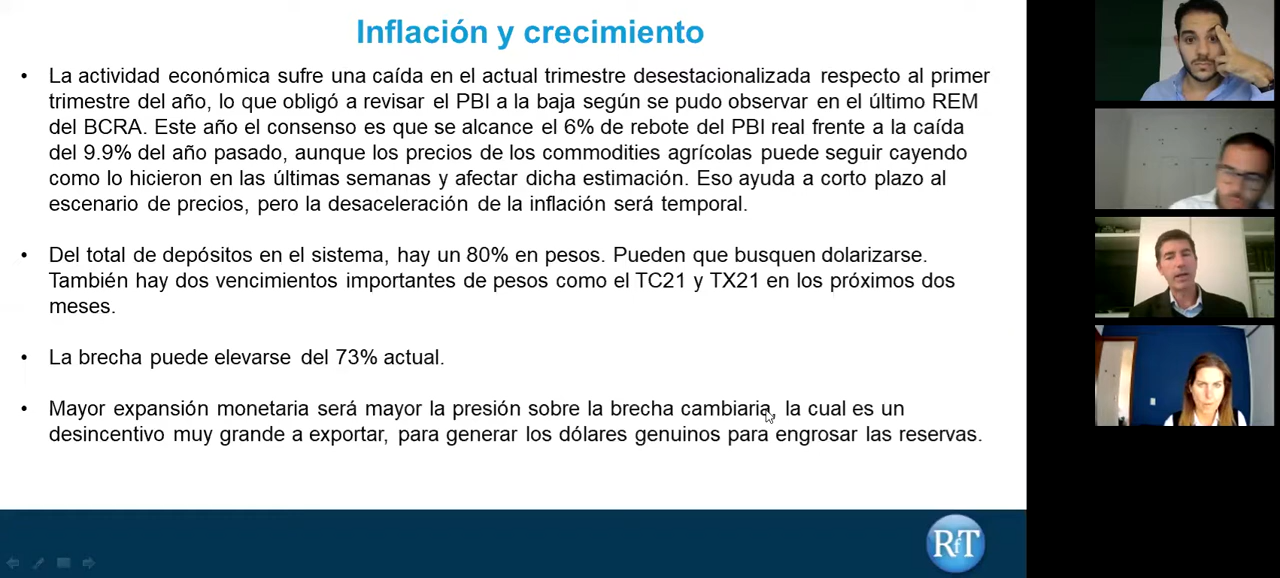 Inflación y crecimiento
• La actividad económica sufre una caída en el actual trimestre desestacionalizada respecto al primer
trimestre del año, lo que obligó a revisar el PBI a la baja según se pudo observar en el último REM
del BCRA. Este año el consenso es que se alcance el 6% de rebote del PBI real frente a la caída
del 9.9% del año pasado, aunque los precios de los commodities agrícolas puede seguir cayendo
como lo hicieron en las últimas semanas y afectar dicha estimación. Eso ayuda a corto plazo al
escenario de precios, pero la desaceleración de la inflación será temporal.
• Del total de depósitos en el sistema, hay un 80% en pesos. Pueden que busquen dolarizarse.
También hay dos vencimientos importantes de pesos como el TC21 y TX21 en los próximos dos
meses.
• La brecha puede elevarse del 73% actual.
• Mayor expansión monetaria será mayor la presión sobre la brecha cambiaria, la cual es un
desincentivo muy grande a exportar, para generar los dólares genuinos para engrosar las reservas.
RfT